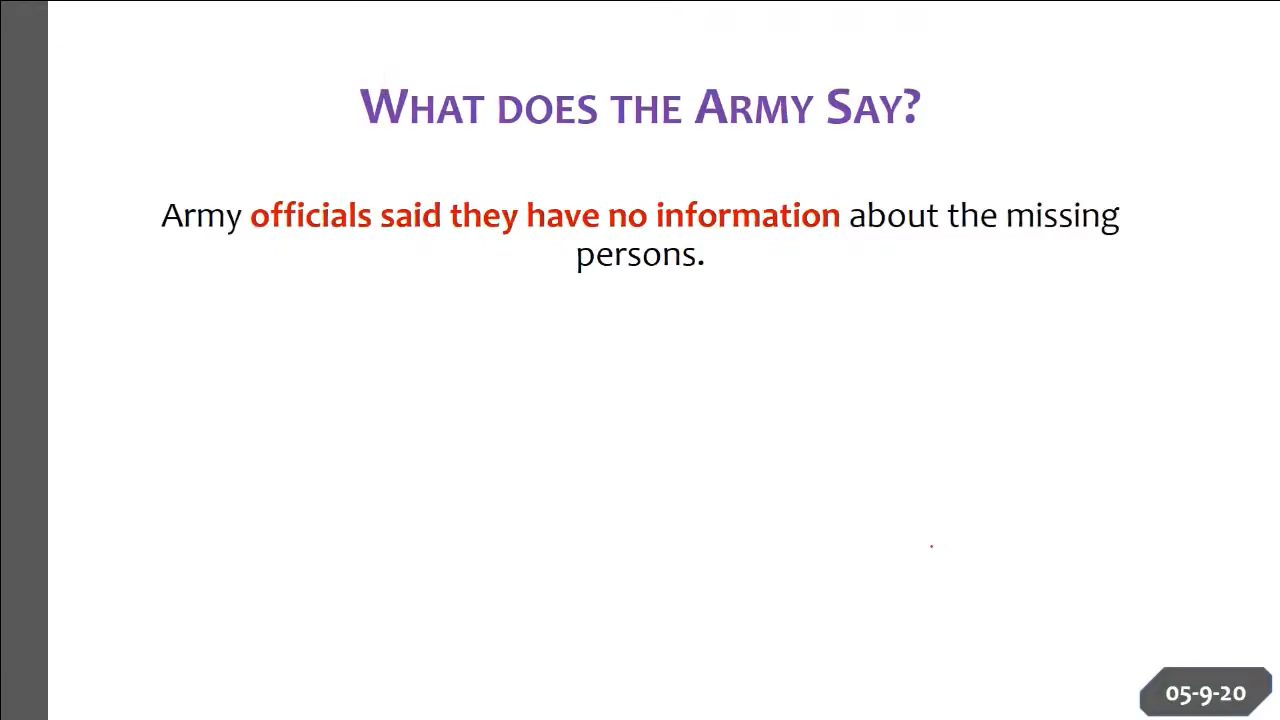 WHAT DOES THE ARMY SAY?
Army officials said they have no information about the missing
persons.
05-9-20